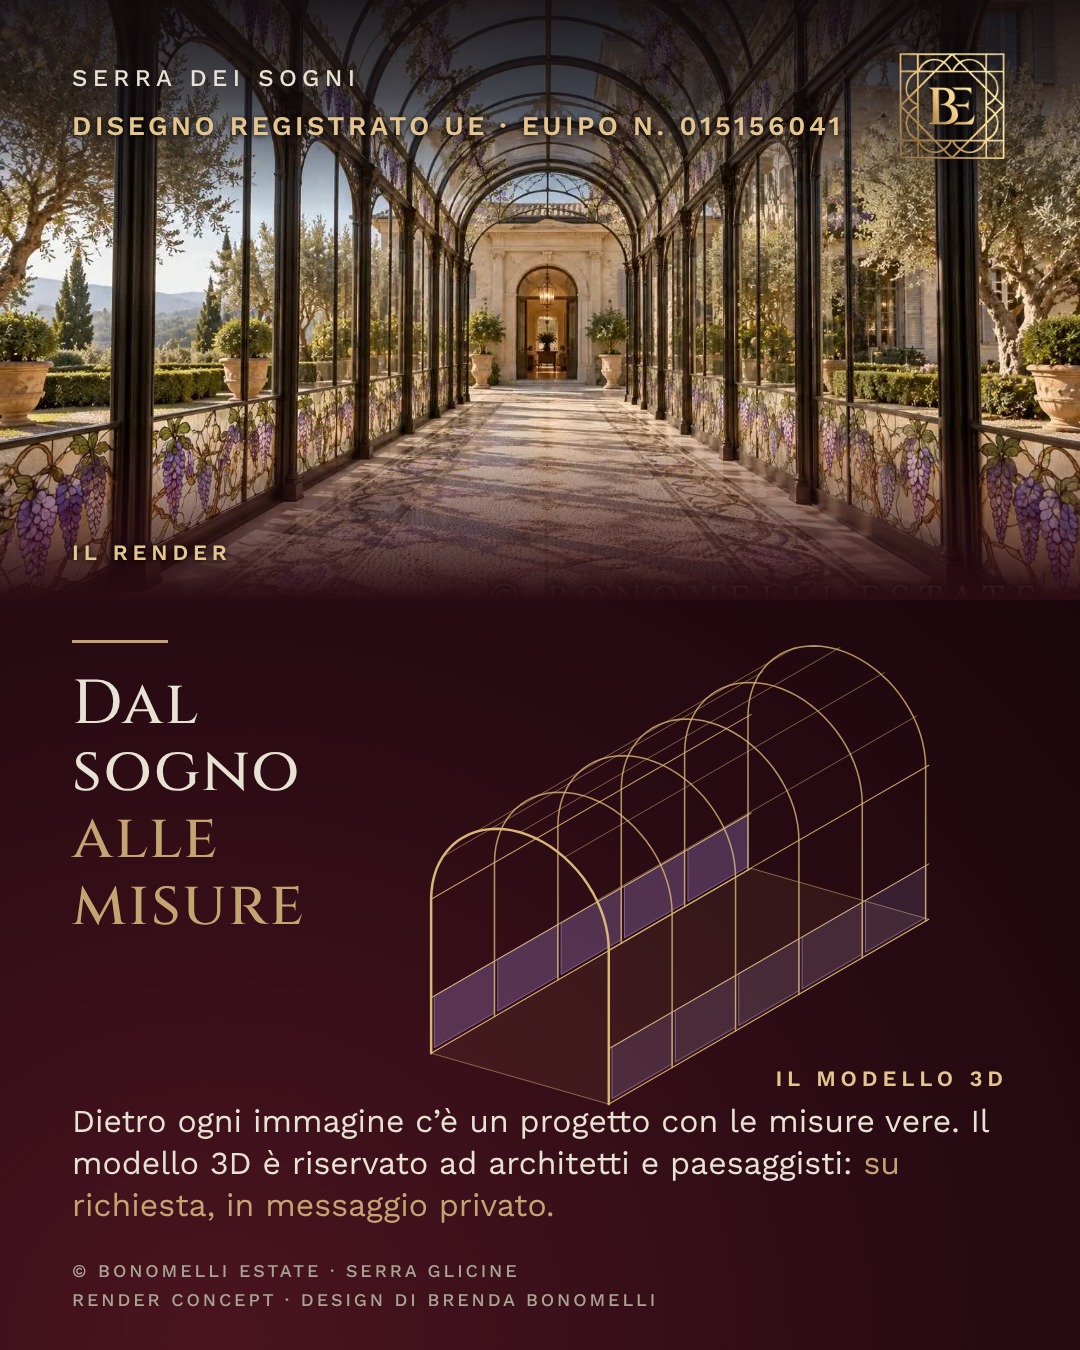 SERRA DEI SOGNI
DISEGNO REGISTRATO UE · EUIPO N. 015156041
BE
IL RENDER
© BONOMELLI ESTATE
DAL
SOGNO
ALLE
MISURE
IL MODELLO 3D
Dietro ogni immagine c’è un progetto con le misure vere. Il
modello 3D è riservato ad architetti e paesaggisti: su
richiesta, in messaggio privato.
© BONOMELLI ESTATE · SERRA GLICINE
RENDER CONCEPT · DESIGN DI BRENDA BONOMELLI